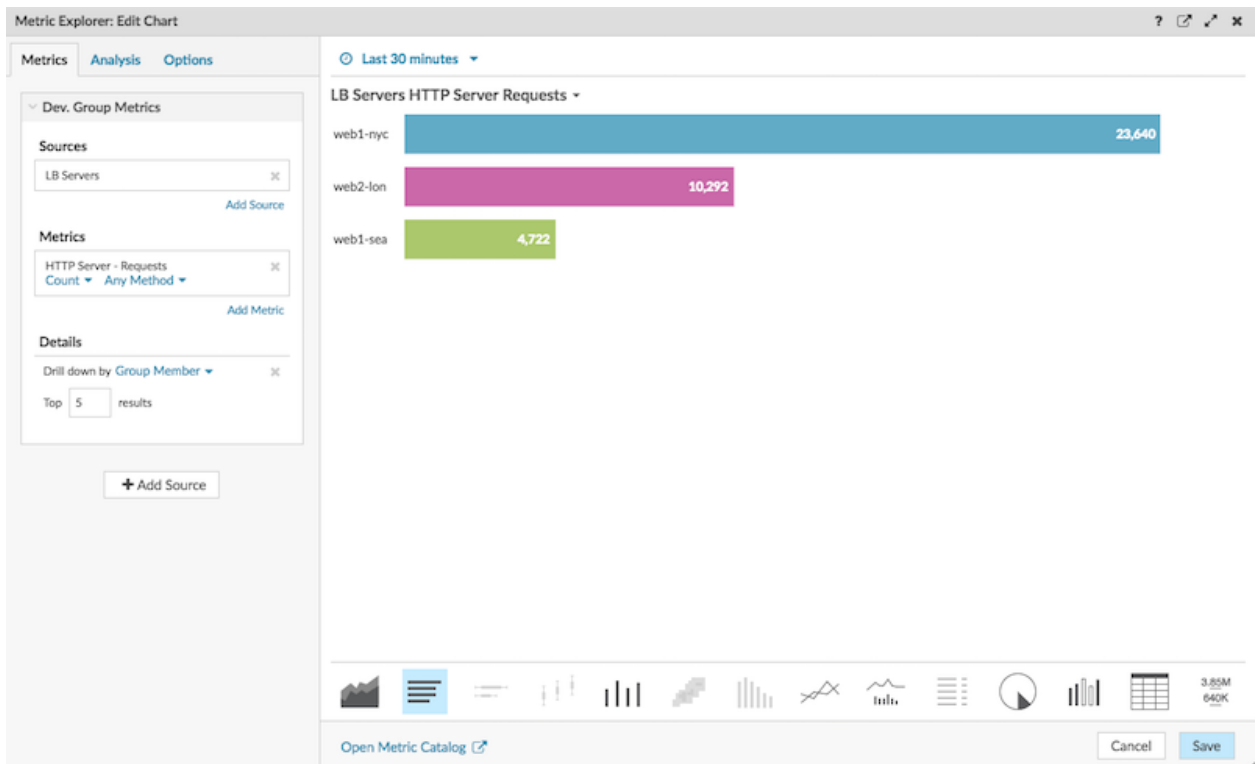 Metric Explorer: Edit Chart
?
Metrics Analysis Options
Dev. Group Metrics
Sources
LB Servers
Add Source
Metrics
HTTP Server - Requests
Count Any Method
Add Metric
Details
Drill down by Group Member
Top 5 results
+ Add Source
Last 30 minutes
LB Servers HTTP Server Requests
web1-nyc 23,640
web2-lon 10,292
web1-sea 4,722
3.85M
640K
Open Metric Catalog
Cancel Save